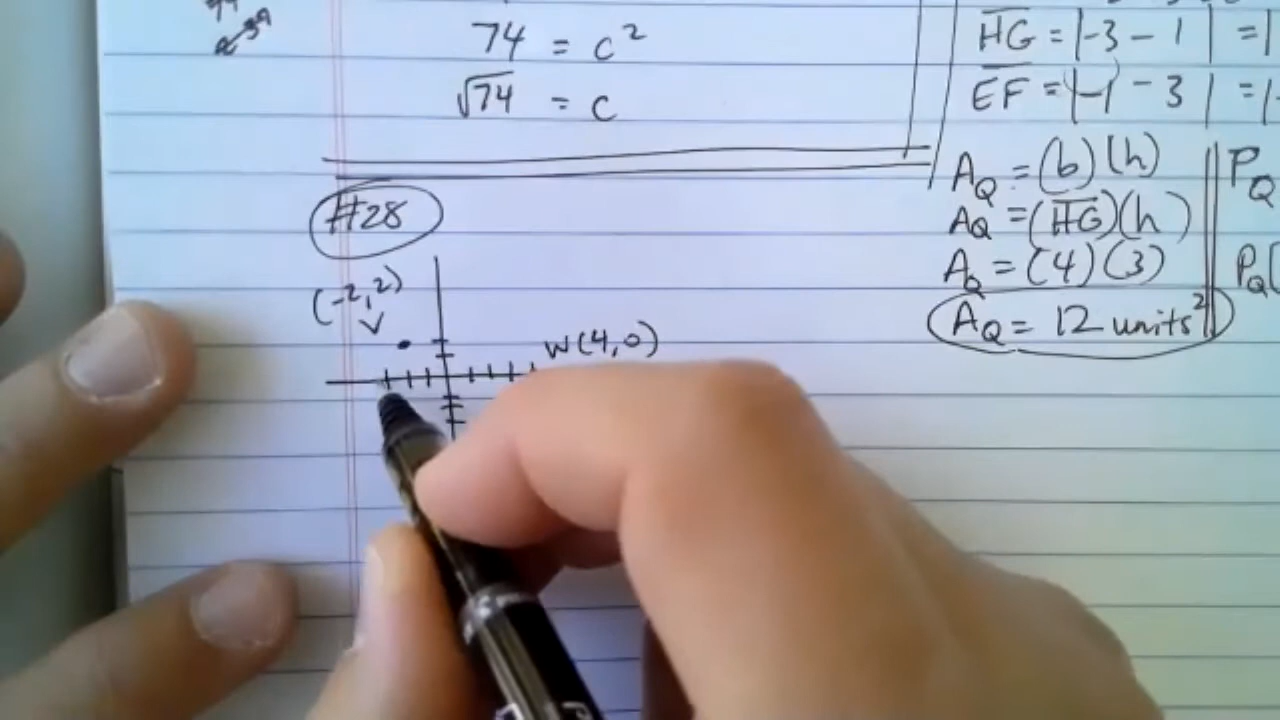 74 = c²
√74 = c
#28
(-2,2)
V
W(4,0)
HG = |-3 - 1| =|
EF = |-1 - 3| =|-
A_Q = (b)(h)
A_Q = (HG)(h)
A_Q = (4)(3)
A_Q = 12 units²
P_Q
P_Q(